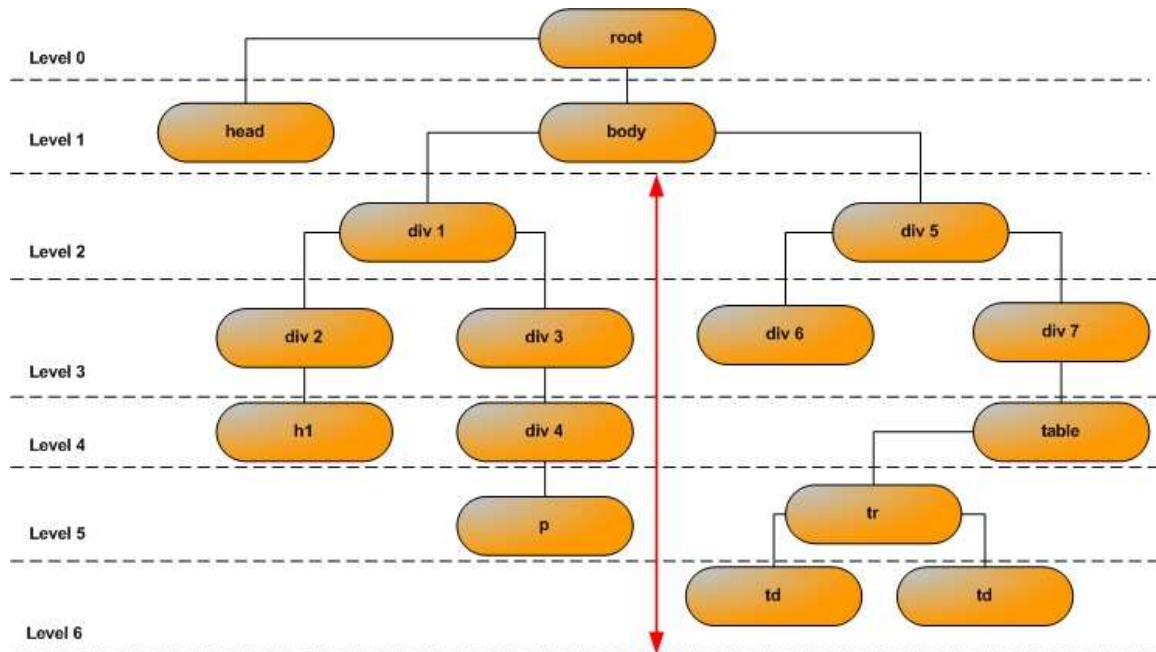 root
Level 0
head
body
Level 1
div 1
div 5
Level 2
div 2
div 3
div 6
div 7
Level 3
h1
div 4
table
Level 4
p
tr
Level 5
td
td
Level 6